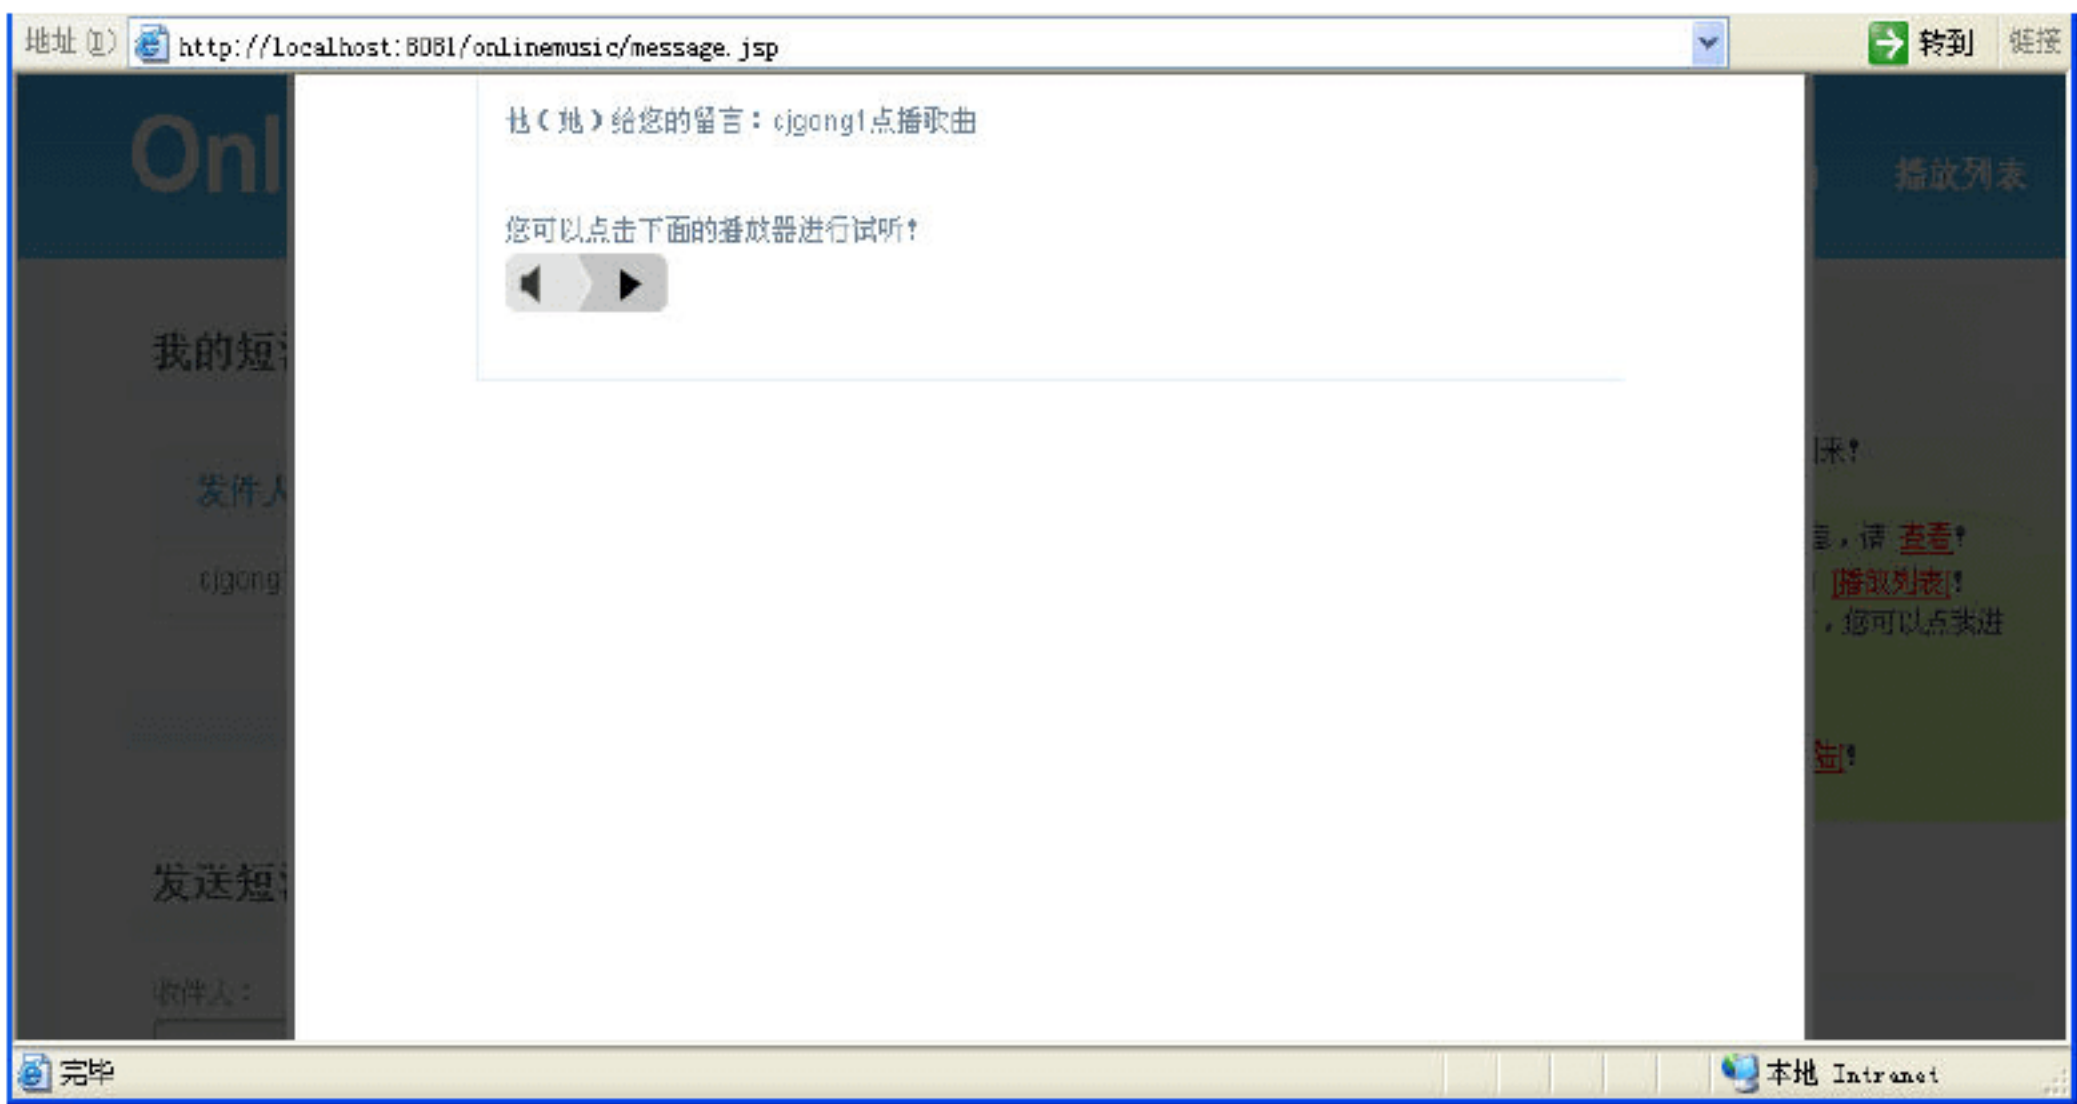 地址(D) http://localhost:8081/onlinemusic/message.jsp 转到 链接
Onl
播放列表
他(她)给您的留言:cjgong1点播歌曲
您可以点击下面的播放器进行试听!
我的短
来!
发件人
,请 查看!
cjgong
[播放列表]!
,您可以点我进
!
发送短
收件人:
完毕
本地 Intranet